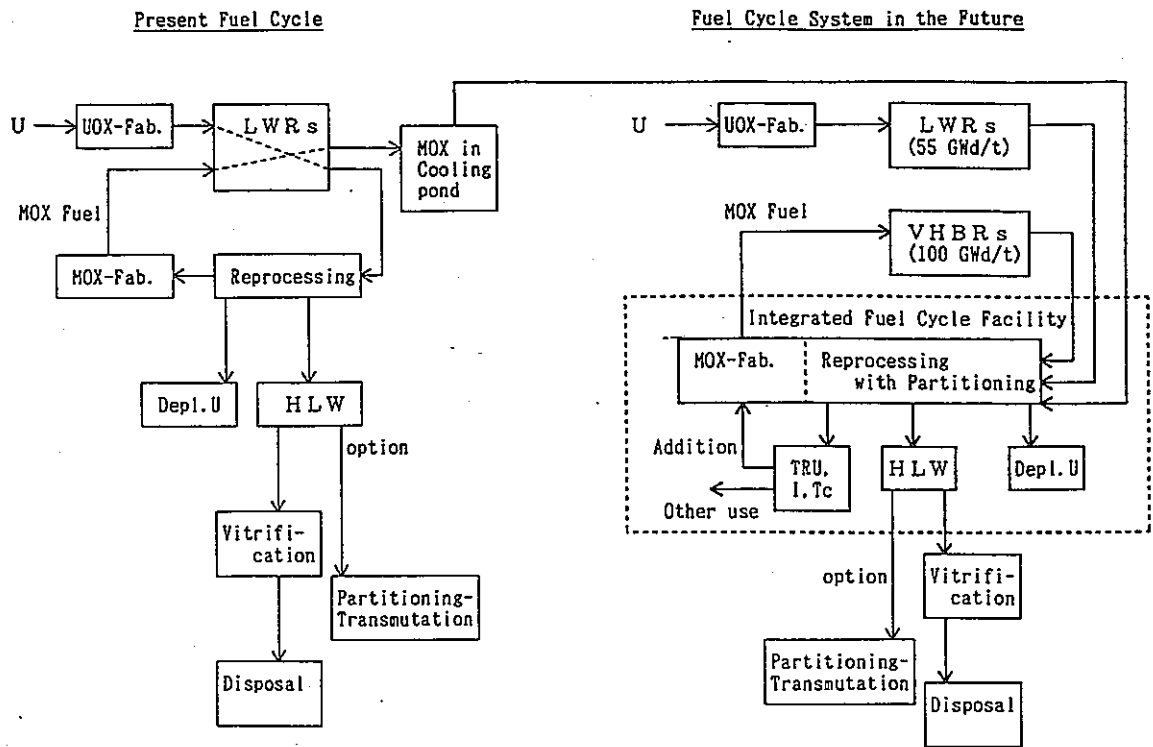 Present Fuel Cycle
U
UOX-Fab.
LWRs
MOX in
Cooling
pond
MOX Fuel
MOX-Fab.
Reprocessing
Depl.U
HLW
option
Vitrifi-
cation
Partitioning-
Transmutation
Disposal
Fuel Cycle System in the Future
U
UOX-Fab.
LWRs
(55 GWd/t)
MOX Fuel
VHBRs
(100 GWd/t)
Integrated Fuel Cycle Facility
MOX-Fab.
Reprocessing
with Partitioning
Addition
TRU,
I,Tc
HLW
Depl.U
Other use
option
Vitrifi-
cation
Partitioning-
Transmutation
Disposal